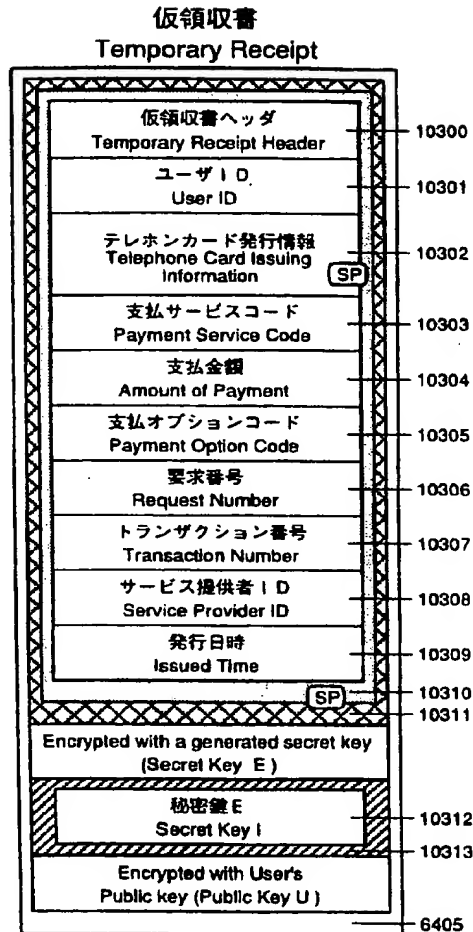 仮領収書
Temporary Receipt
仮領収書ヘッダ
Temporary Receipt Header
10300
ユーザID
User ID
10301
テレホンカード発行情報
Telephone Card Issuing
Information
SP
10302
支払サービスコード
Payment Service Code
10303
支払金額
Amount of Payment
10304
支払オプションコード
Payment Option Code
10305
要求番号
Request Number
10306
トランザクション番号
Transaction Number
10307
サービス提供者ID
Service Provider ID
10308
発行日時
Issued Time
10309
SP
10310
10311
Encrypted with a generated secret key
(Secret Key E)
秘密鍵E
Secret Key I
10312
10313
Encrypted with User's
Public key (Public Key U)
6405